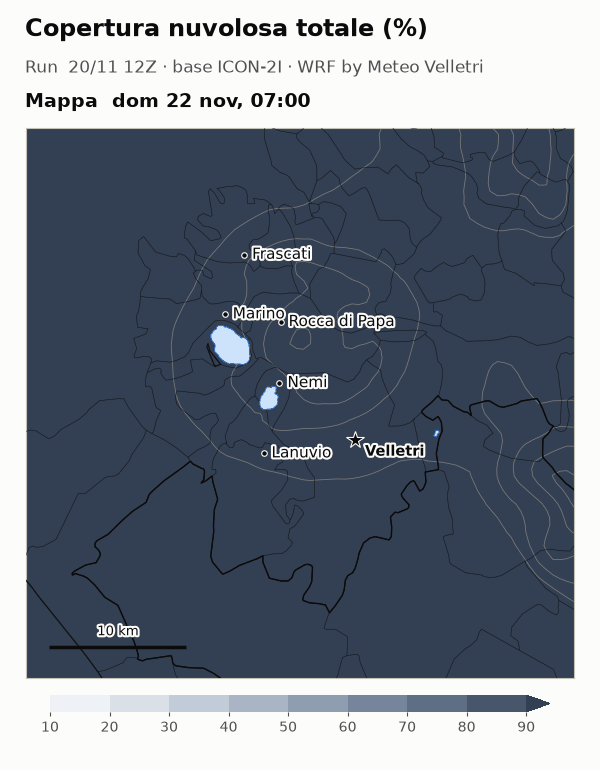 Copertura nuvolosa totale (%)
Run  20/11 12Z · base ICON-2I · WRF by Meteo Velletri
Mappa  dom 22 nov, 07:00
Frascati
Marino
Rocca di Papa
Nemi
Velletri
Lanuvio
10 km
10 20 30 40 50 60 70 80 90